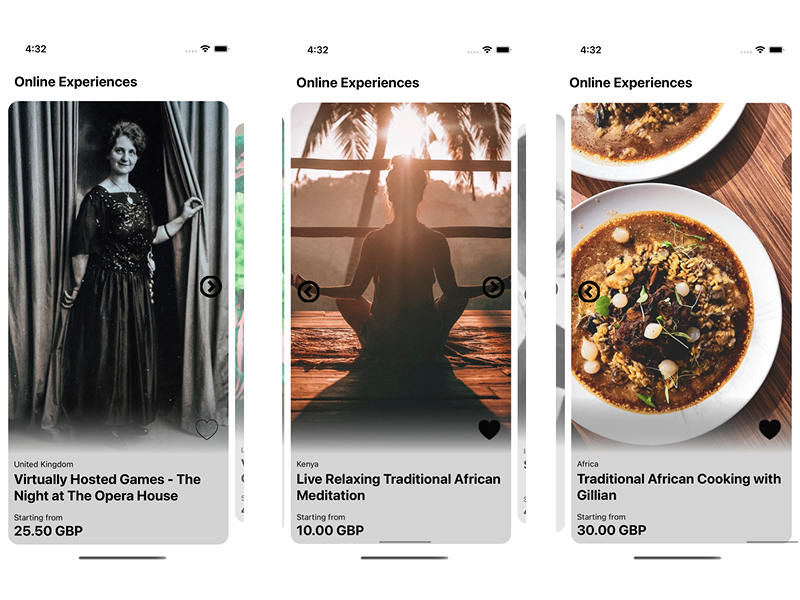 4:32
Online Experiences
United Kingdom
Virtually Hosted Games - The
Night at The Opera House
Starting from
25.50 GBP
4:32
Online Experiences
Kenya
Live Relaxing Traditional African
Meditation
Starting from
10.00 GBP
4:32
Online Experiences
Africa
Traditional African Cooking with
Gillian
Starting from
30.00 GBP